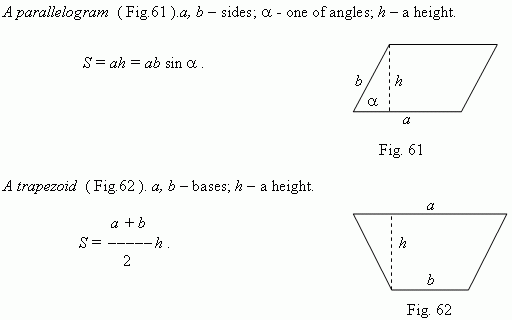 A parallelogram ( Fig.61 ).a, b – sides; α - one of angles; h – a height.
S = ah = ab sin α .
b
h
α
a
Fig. 61
A trapezoid ( Fig.62 ). a, b – bases; h – a height.
a
a + b
S = ––––– h .
2
h
b
Fig. 62